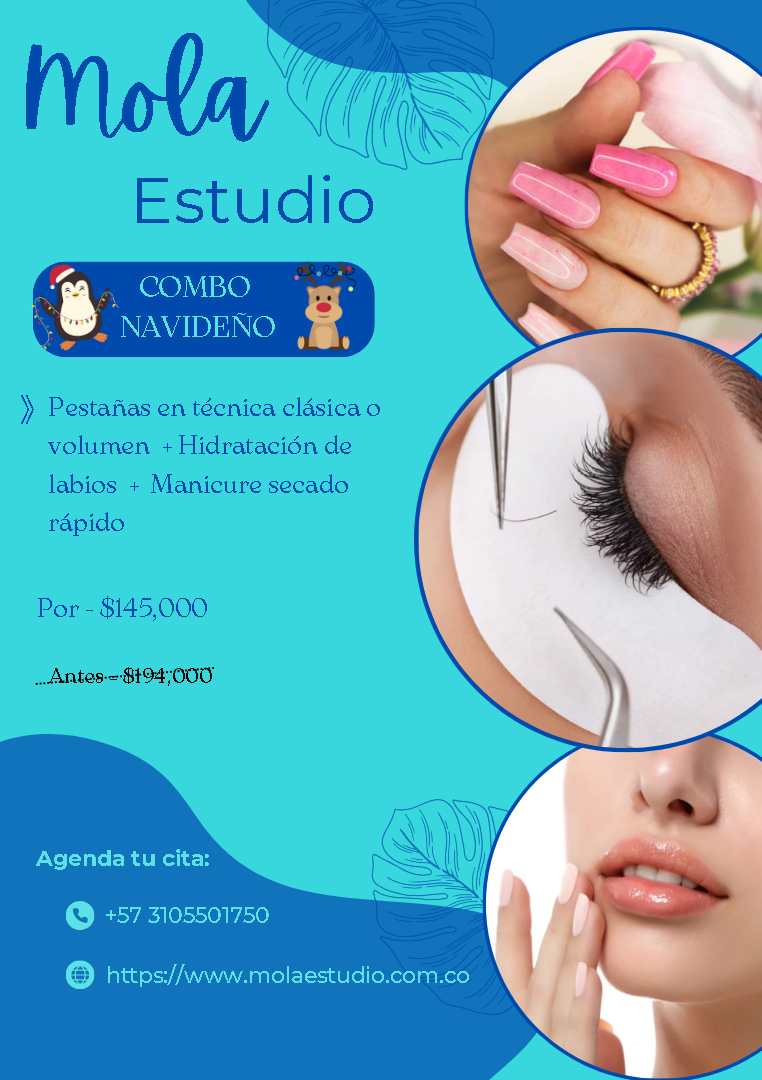 Mola
Estudio
COMBO
NAVIDEÑO
Pestañas en técnica clásica o
volumen + Hidratación de
labios + Manicure secado
rápido
Por - $145,000
Antes - $194,000
Agenda tu cita:
+57 3105501750
https://www.molaestudio.com.co